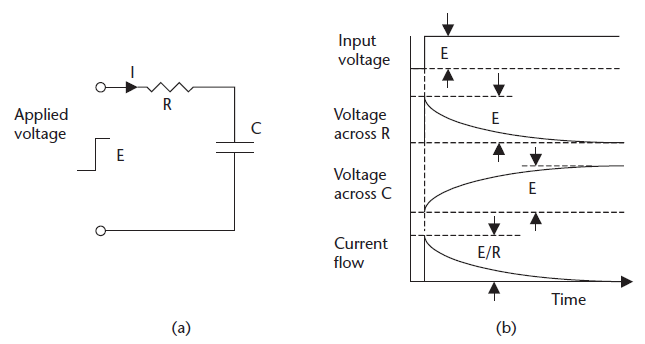 I
R
Applied
voltage
E
C
(a)
Input
voltage
E
Voltage
across R
E
Voltage
across C
E
Current
flow
E/R
Time
(b)